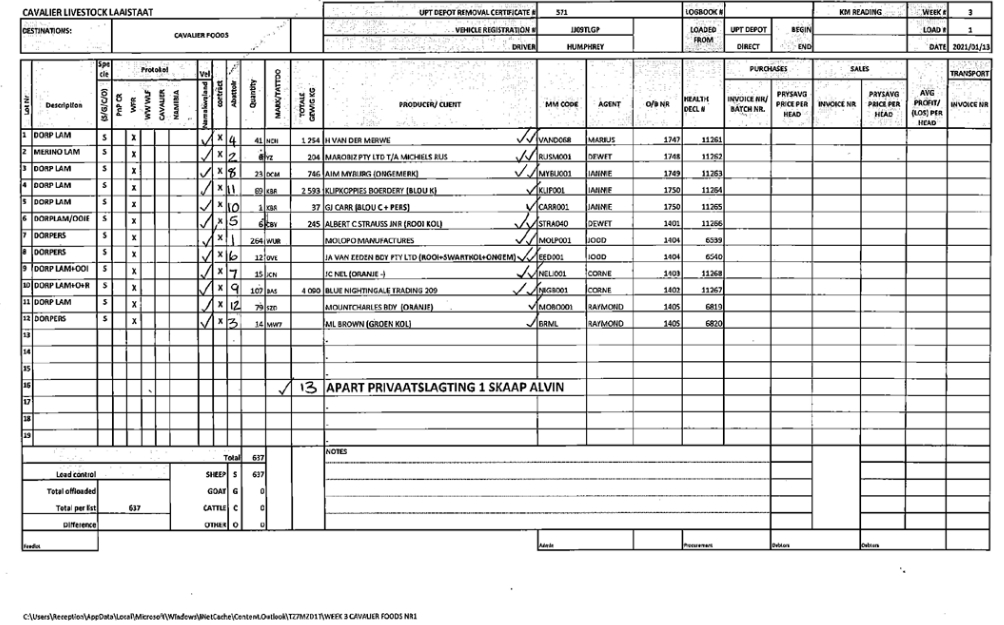 CAVALIER LIVESTOCK LAAISTAAT UPT DEPOT REMOVAL CERTIFICATE # 571 LOGBOOK # KM READING WEEK # 3
DESTINATIONS: CAVALIER FOODS VEHICLE REGISTRATION # JJ09TLGP LOADED FROM UPT DEPOT BEGIN LOAD # 1
DRIVER HUMPHREY DIRECT END DATE 2021/01/13
Protokol PURCHASES SALES TRANSPORT
Lot Nr Description Specie (S/G/C/O) PnP CR WFR WW WLF CAVALIER NAMIBIA Vel Namakwaland contract Abattoir Quantity MARK/TATTOO TOTALE GEWIG KG PRODUCER/ CLIENT MM CODE AGENT O/B NR HEALTH DECL # INVOICE NR/ BATCH NR. PRYSAVG PRICE PER HEAD INVOICE NR PRYSAVG PRICE PER HEAD AVG PROFIT/ (LOS) PER HEAD INVOICE NR
1 DORP LAM S X ✓ X 4 41 NDH 1 254 H VAN DER MERWE ✓✓ VAND068 MARIUS 1747 11261
2 MERINO LAM S X ✓ X 2 YZ 204 MAROBIZ PTY LTD T/A MICHIELS RUS ✓✓ RUSM001 DEWET 1748 11262
3 DORP LAM S X ✓ X 8 23 DCM 746 AJM MYBURG (ONGEMERK) ✓✓ MYBU001 JANNIE 1749 11263
4 DORP LAM S X ✓ X 11 69 KBR 2 593 KLIPKOPPIES BOERDERY (BLOU K) ✓ KLIP001 JANNIE 1750 11264
5 DORP LAM S X ✓ X 10 1 KBR 37 GJ CARR (BLOU C + PERS) ✓ CARR001 JANNIE 1750 11265
6 DORPLAM/OOIE S X ✓ X 5 6 CBY 245 ALBERT C STRAUSS JNR (ROOI KOL) ✓ STRA040 DEWET 1401 11266
7 DORPERS S X ✓ X 1 264 WUR MOLOPO MANUFACTURES ✓✓ MOLP001 JOOD 1404 6539
8 DORPERS S X ✓ X 6 12 OVE JA VAN EEDEN BDY PTY LTD (ROOI+SWARTKOL+ONGEM) ✓✓ EED001 JOOD 1404 6540
9 DORP LAM+OOI S X ✓ X 7 15 JCN JC NEL (ORANJE -) ✓✓ NELJ001 CORNE 1403 11268
10 DORP LAM+O+R S X ✓ X 9 107 BAS 4 090 BLUE NIGHTINGALE TRADING 209 ✓✓ NIGB001 CORNE 1402 11267
11 DORP LAM S X ✓ X 12 79 SZD MOUNTCHARLES BDY (ORANJE) ✓ MOBO001 RAYMOND 1405 6819
12 DORPERS S X ✓ X 3 14 MW7 ML BROWN (GROEN KOL) ✓ BRML RAYMOND 1405 6820
13
14
15
16 ✓ 13 APART PRIVAATSLAGTING 1 SKAAP ALVIN
17
18
19
Total 637 NOTES
Load control SHEEP S 637
Total offloaded GOAT G 0
Total per list 637 CATTLE C 0
Difference OTHER O 0
Feedlot Admin Procurement Debtors Debtors
C:\Users\Reception\AppData\Local\Microsoft\Windows\INetCache\Content.Outlook\TZ7MZD1T\WEEK 3 CAVALIER FOODS NR1